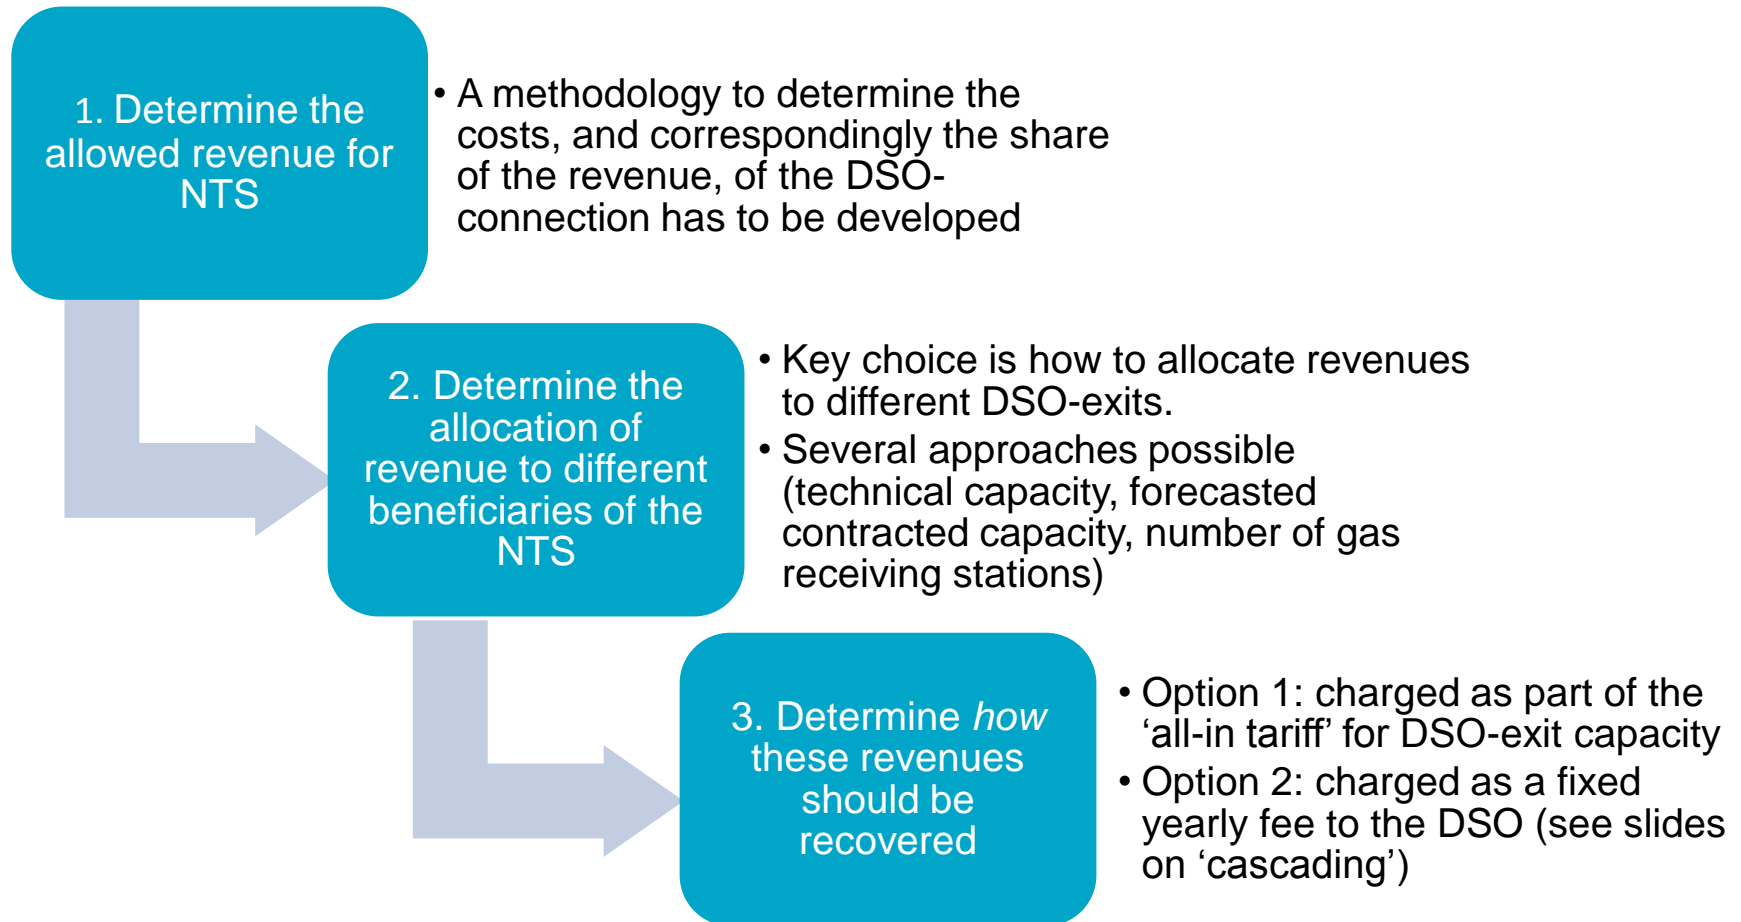 1. Determine the
allowed revenue for
NTS
• A methodology to determine the
costs, and correspondingly the share
of the revenue, of the DSO-
connection has to be developed
2. Determine the
allocation of
revenue to different
beneficiaries of the
NTS
• Key choice is how to allocate revenues
to different DSO-exits.
• Several approaches possible
(technical capacity, forecasted
contracted capacity, number of gas
receiving stations)
3. Determine how
these revenues
should be
recovered
• Option 1: charged as part of the
‘all-in tariff’ for DSO-exit capacity
• Option 2: charged as a fixed
yearly fee to the DSO (see slides
on ‘cascading’)